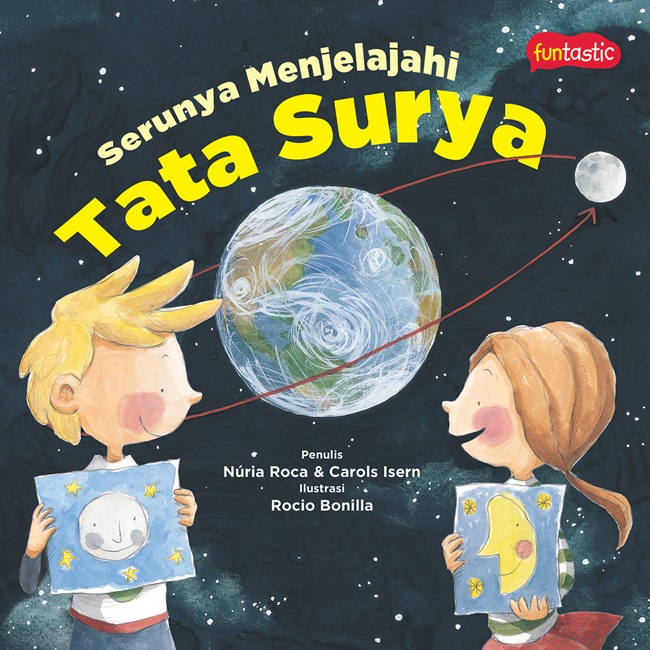 funtastic
Serunya Menjelajahi
Tata Surya
Penulis
Núria Roca & Carols Isern
Ilustrasi
Rocio Bonilla